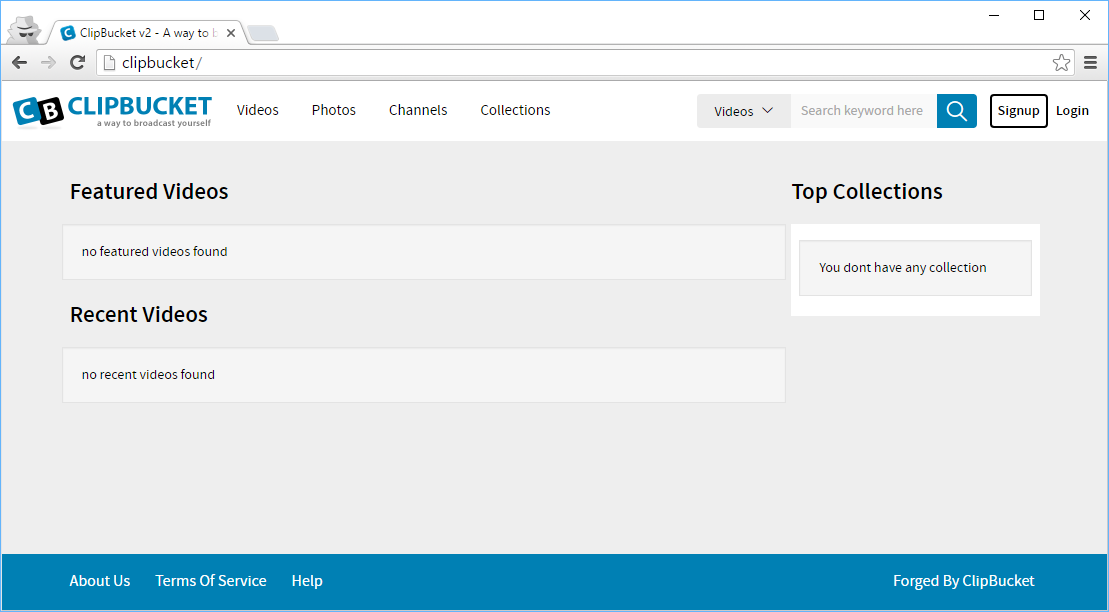 ClipBucket v2 - A way to b
clipbucket/
CB CLIPBUCKET
a way to broadcast yourself
Videos Photos Channels Collections Videos Search keyword here Signup Login
Featured Videos
no featured videos found
Recent Videos
no recent videos found
Top Collections
You dont have any collection
About Us Terms Of Service Help Forged By ClipBucket